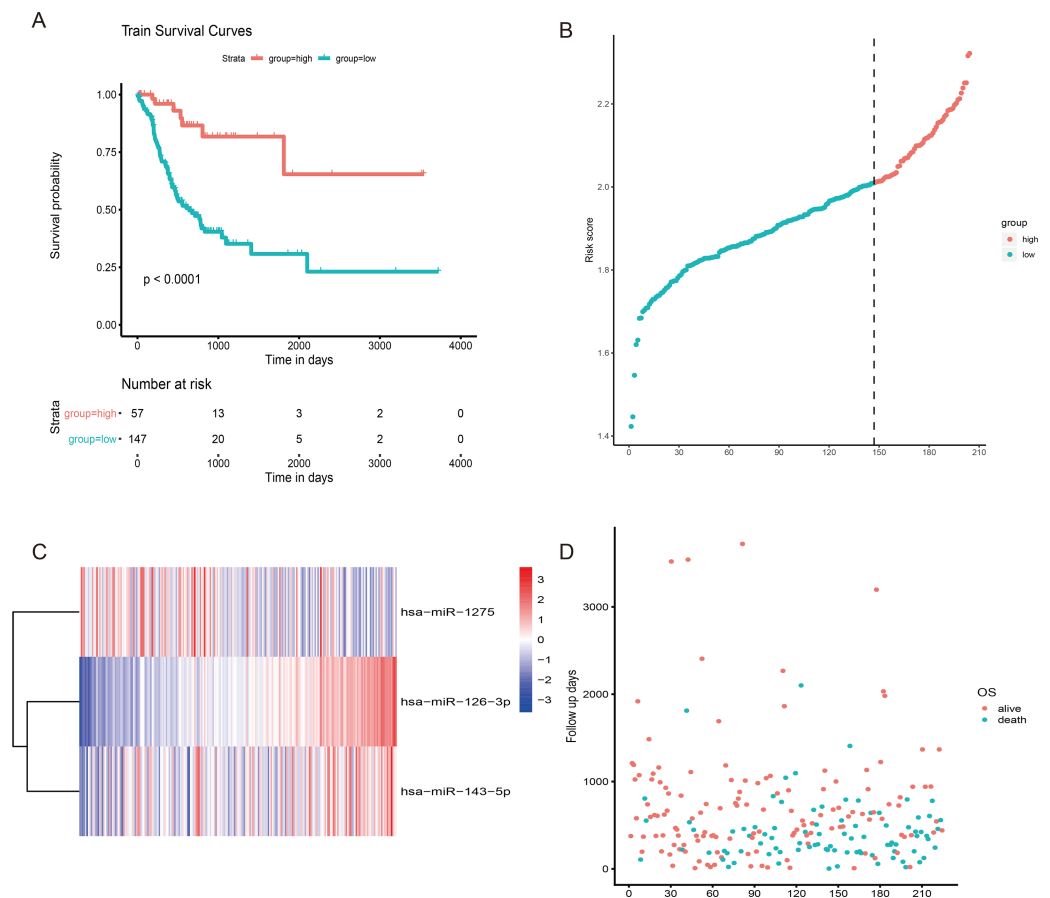 A
Train Survival Curves
Strata group=high group=low
Survival probability
1.00
0.75
0.50
0.25
0.00
p < 0.0001
0 1000 2000 3000 4000
Time in days
Number at risk
Strata
group=high 57 13 3 2 0
group=low 147 20 5 2 0
0 1000 2000 3000 4000
Time in days
B
Risk score
2.2
2.0
1.8
1.6
1.4
0 30 60 90 120 150 180 210
group
high
low
C
hsa−miR−1275
hsa−miR−126−3p
hsa−miR−143−5p
3
2
1
0
−1
−2
−3
D
Follow up days
3000
2000
1000
0
0 30 60 90 120 150 180 210
OS
alive
death